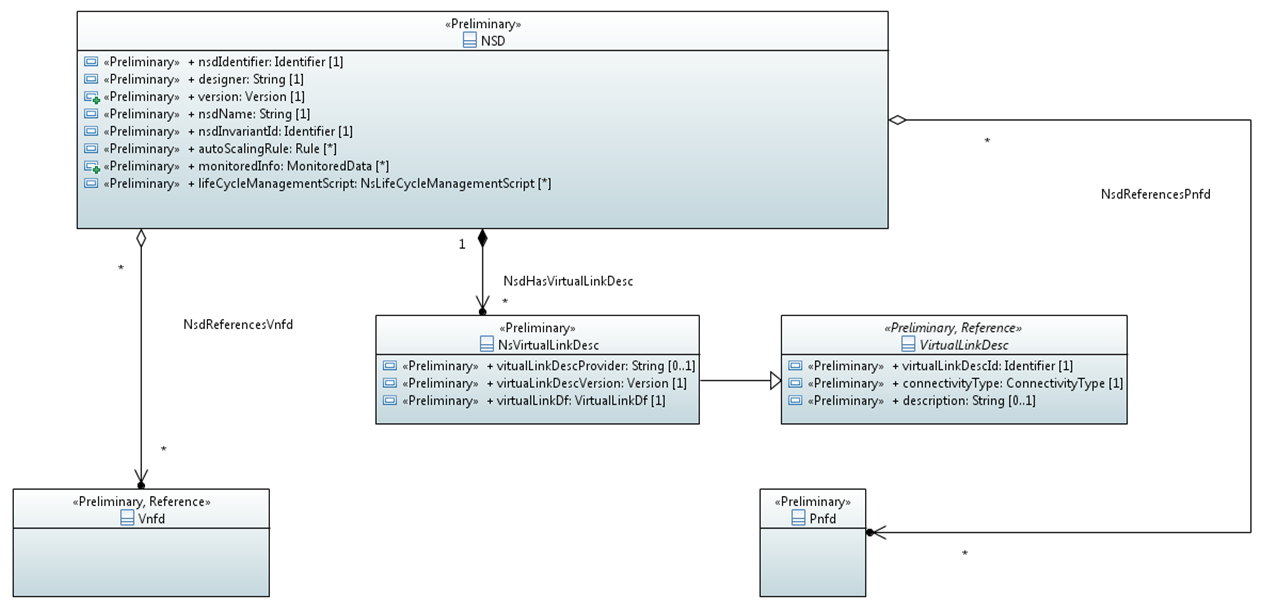 «Preliminary»
NSD
«Preliminary» + nsdIdentifier: Identifier [1]
«Preliminary» + designer: String [1]
«Preliminary» + version: Version [1]
«Preliminary» + nsdName: String [1]
«Preliminary» + nsdInvariantId: Identifier [1]
«Preliminary» + autoScalingRule: Rule [*]
«Preliminary» + monitoredInfo: MonitoredData [*]
«Preliminary» + lifeCycleManagementScript: NsLifeCycleManagementScript [*]
*
NsdReferencesPnfd
1
*
NsdHasVirtualLinkDesc
*
NsdReferencesVnfd
«Preliminary»
NsVirtualLinkDesc
«Preliminary» + vitualLinkDescProvider: String [0..1]
«Preliminary» + virtuaLinkDescVersion: Version [1]
«Preliminary» + virtualLinkDf: VirtualLinkDf [1]
«Preliminary, Reference»
VirtualLinkDesc
«Preliminary» + virtualLinkDescId: Identifier [1]
«Preliminary» + connectivityType: ConnectivityType [1]
«Preliminary» + description: String [0..1]
*
«Preliminary, Reference»
Vnfd
«Preliminary»
Pnfd
*